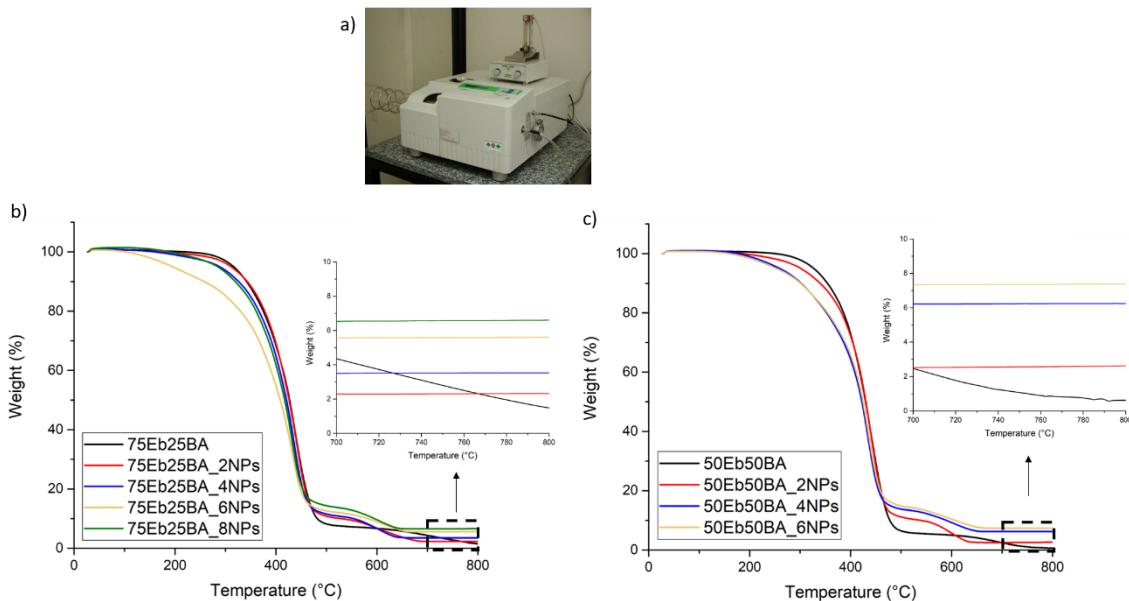 a)
b)
c)
100
80
60
40
20
0
0
200
400
600
800
Weight (%)
Temperature (°C)
75Eb25BA
75Eb25BA_2NPs
75Eb25BA_4NPs
75Eb25BA_6NPs
75Eb25BA_8NPs
10
8
6
4
2
0
700
720
740
760
780
800
Weight (%)
Temperature (°C)
100
80
60
40
20
0
0
200
400
600
800
Weight (%)
Temperature (°C)
50Eb50BA
50Eb50BA_2NPs
50Eb50BA_4NPs
50Eb50BA_6NPs
10
8
6
4
2
0
700
720
740
760
780
800
Weight (%)
Temperature (°C)